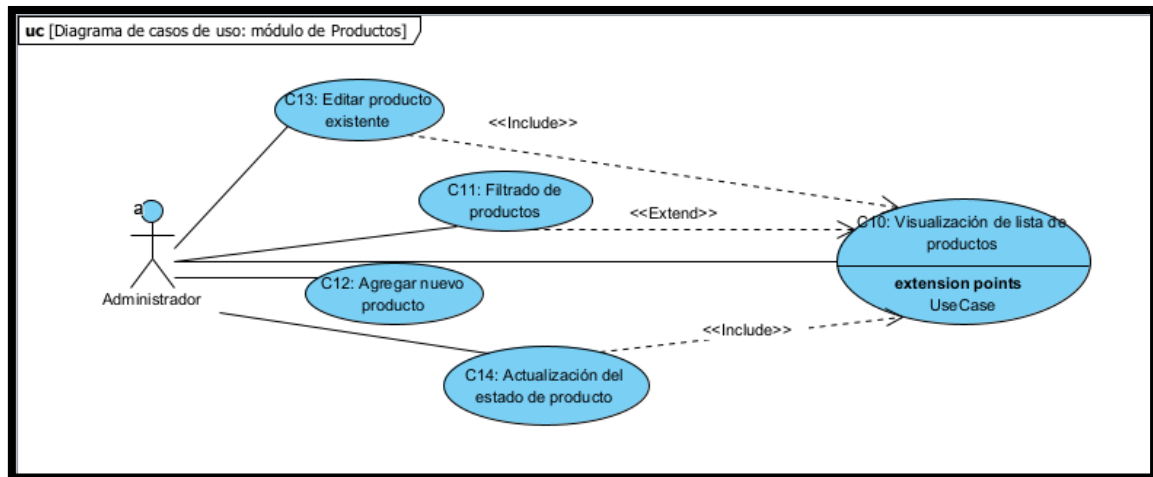 uc [Diagrama de casos de uso: módulo de Productos]
C13: Editar producto
existente
<<Include>>
C11: Filtrado de
productos
<<Extend>>
a
C10: Visualización de lista de
productos
extension points
UseCase
Administrador
C12: Agregar nuevo
producto
<<Include>>
C14: Actualización del
estado de producto